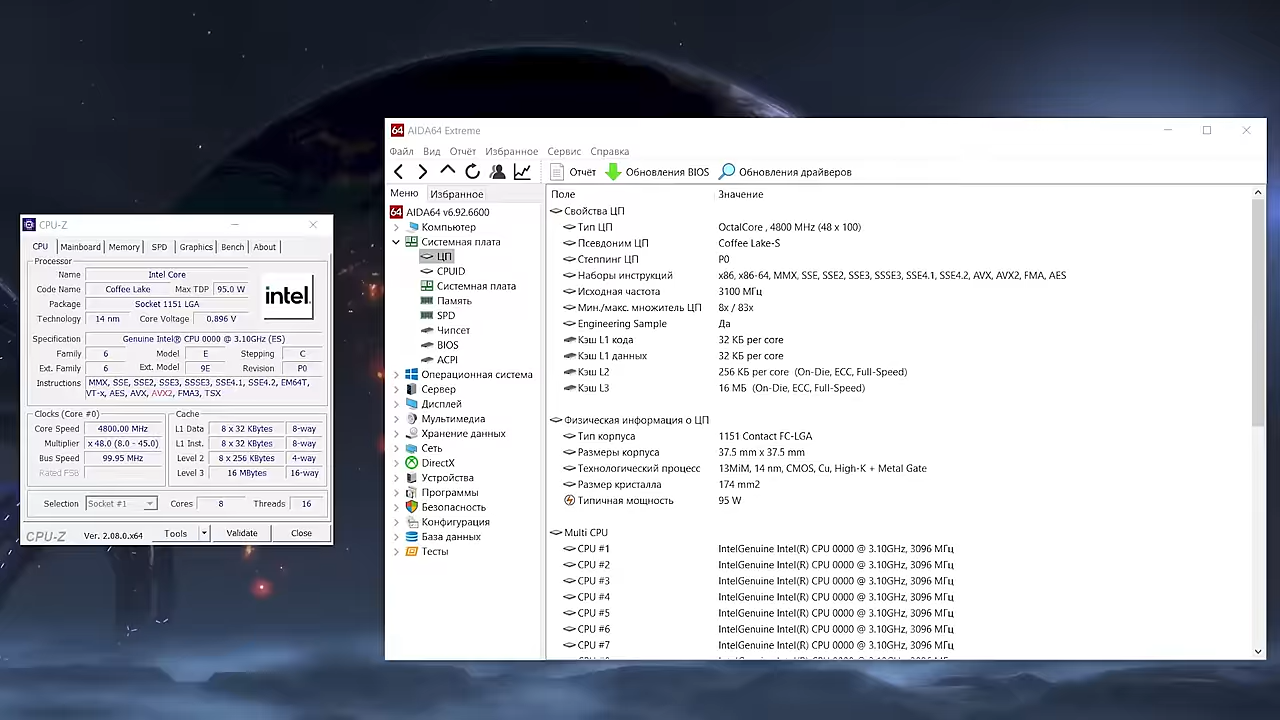 CPU-Z
CPU Mainboard Memory SPD Graphics Bench About
Processor
Name Intel Core
Code Name Coffee Lake Max TDP 95.0 W
Package Socket 1151 LGA
Technology 14 nm Core Voltage 0.896 V
intel.
Specification Genuine Intel® CPU 0000 @ 3.10GHz (ES)
Family 6 Model E Stepping C
Ext. Family 6 Ext. Model 9E Revision P0
Instructions MMX, SSE, SSE2, SSE3, SSSE3, SSE4.1, SSE4.2, EM64T,
VT-x, AES, AVX, AVX2, FMA3, TSX
Clocks (Core #0)
Core Speed 4800.00 MHz
Multiplier x 48.0 (8.0 - 45.0)
Bus Speed 99.95 MHz
Rated FSB
Cache
L1 Data 8 x 32 KBytes 8-way
L1 Inst. 8 x 32 KBytes 8-way
Level 2 8 x 256 KBytes 4-way
Level 3 16 MBytes 16-way
Selection Socket #1 Cores 8 Threads 16
CPU-Z Ver. 2.08.0.x64 Tools Validate Close
64 AIDA64 Extreme
Файл Вид Отчёт Избранное Сервис Справка
Отчёт Обновления BIOS Обновления драйверов
Меню Избранное
64 AIDA64 v6.92.6600
Компьютер
Системная плата
ЦП
CPUID
Системная плата
Память
SPD
Чипсет
BIOS
ACPI
Операционная система
Сервер
Дисплей
Мультимедиа
Хранение данных
Сеть
DirectX
Устройства
Программы
Безопасность
Конфигурация
База данных
Тесты
Поле Значение
Свойства ЦП
Тип ЦП OctalCore , 4800 MHz (48 x 100)
Псевдоним ЦП Coffee Lake-S
Степпинг ЦП P0
Наборы инструкций x86, x86-64, MMX, SSE, SSE2, SSE3, SSSE3, SSE4.1, SSE4.2, AVX, AVX2, FMA, AES
Исходная частота 3100 МГц
Мин./макс. множитель ЦП 8x / 83x
Engineering Sample Да
Кэш L1 кода 32 КБ per core
Кэш L1 данных 32 КБ per core
Кэш L2 256 КБ per core (On-Die, ECC, Full-Speed)
Кэш L3 16 МБ (On-Die, ECC, Full-Speed)
Физическая информация о ЦП
Тип корпуса 1151 Contact FC-LGA
Размеры корпуса 37.5 mm x 37.5 mm
Технологический процесс 13MiM, 14 nm, CMOS, Cu, High-K + Metal Gate
Размер кристалла 174 mm2
Типичная мощность 95 W
Multi CPU
CPU #1 IntelGenuine Intel(R) CPU 0000 @ 3.10GHz, 3096 МГц
CPU #2 IntelGenuine Intel(R) CPU 0000 @ 3.10GHz, 3096 МГц
CPU #3 IntelGenuine Intel(R) CPU 0000 @ 3.10GHz, 3096 МГц
CPU #4 IntelGenuine Intel(R) CPU 0000 @ 3.10GHz, 3096 МГц
CPU #5 IntelGenuine Intel(R) CPU 0000 @ 3.10GHz, 3096 МГц
CPU #6 IntelGenuine Intel(R) CPU 0000 @ 3.10GHz, 3096 МГц
CPU #7 IntelGenuine Intel(R) CPU 0000 @ 3.10GHz, 3096 МГц